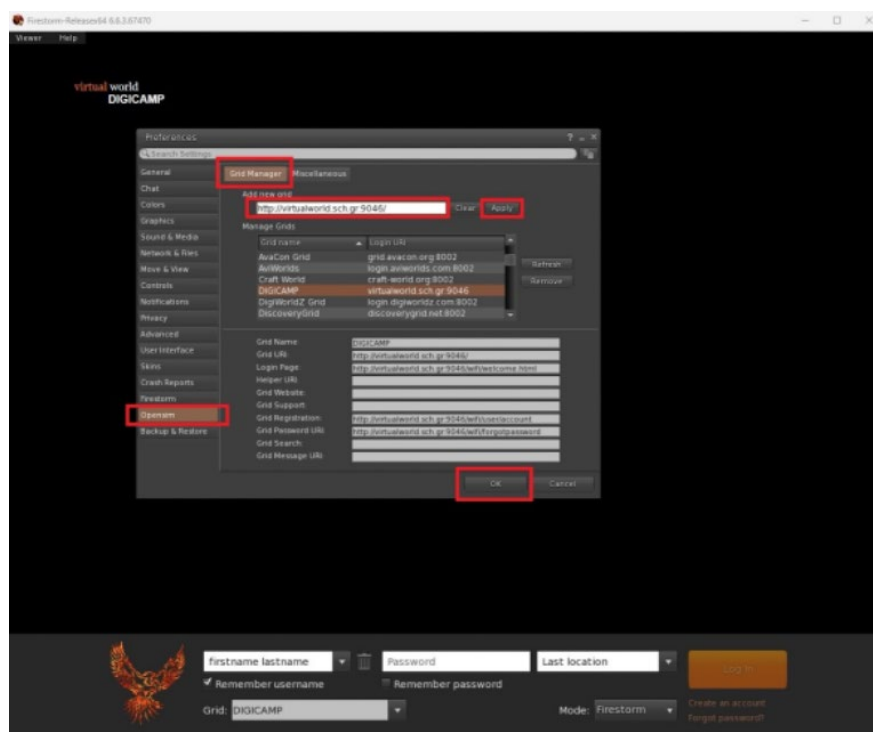 Firestorm-Releasex64 6.6.3.67470
Viewer Help
virtual world
DIGICAMP
Preferences ? _ ×
Search Settings
General
Chat
Colors
Graphics
Sound & Media
Network & Files
Move & View
Controls
Notifications
Privacy
Advanced
User Interface
Skins
Crash Reports
Firestorm
Opensim
Backup & Restore
Grid Manager Miscellaneous
Add new grid
http://virtualworld.sch.gr:9046/ Clear Apply
Manage Grids
Grid name Login URI
AvaCon Grid grid.avacon.org:8002
AviWorlds login.aviworlds.com:8002
Craft World craft-world.org:8002
DIGICAMP virtualworld.sch.gr:9046
DigiWorldz Grid login.digiworldz.com:8002
DiscoveryGrid discoverygrid.net:8002
Refresh
Remove
Grid Name: DIGICAMP
Grid URI: http://virtualworld.sch.gr:9046/
Login Page: http://virtualworld.sch.gr:9046/wifi/welcome.html
Helper URI:
Grid Website:
Grid Support:
Grid Registration: http://virtualworld.sch.gr:9046/wifi/user/account
Grid Password URI: http://virtualworld.sch.gr:9046/wifi/forgotpassword
Grid Search:
Grid Message URI:
OK Cancel
firstname lastname Password Last location Log In
Remember username Remember password
Grid: DIGICAMP Mode: Firestorm
Create an account
Forgot password?